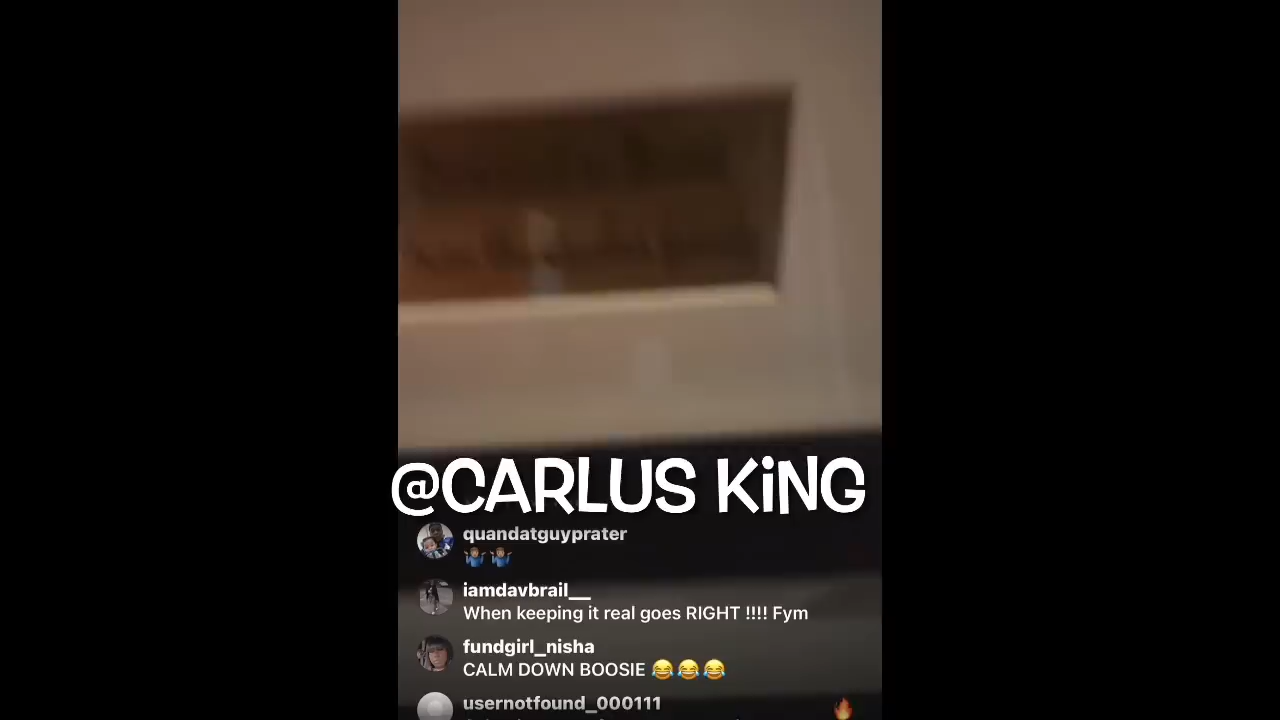 @CARLUS KiNG
quandatguyprater
🤷🏽‍♂️🤷🏽‍♂️
iamdavbrail__
When keeping it real goes RIGHT !!!! Fym
fundgirl_nisha
CALM DOWN BOOSIE 😂😂😂
usernotfound_000111